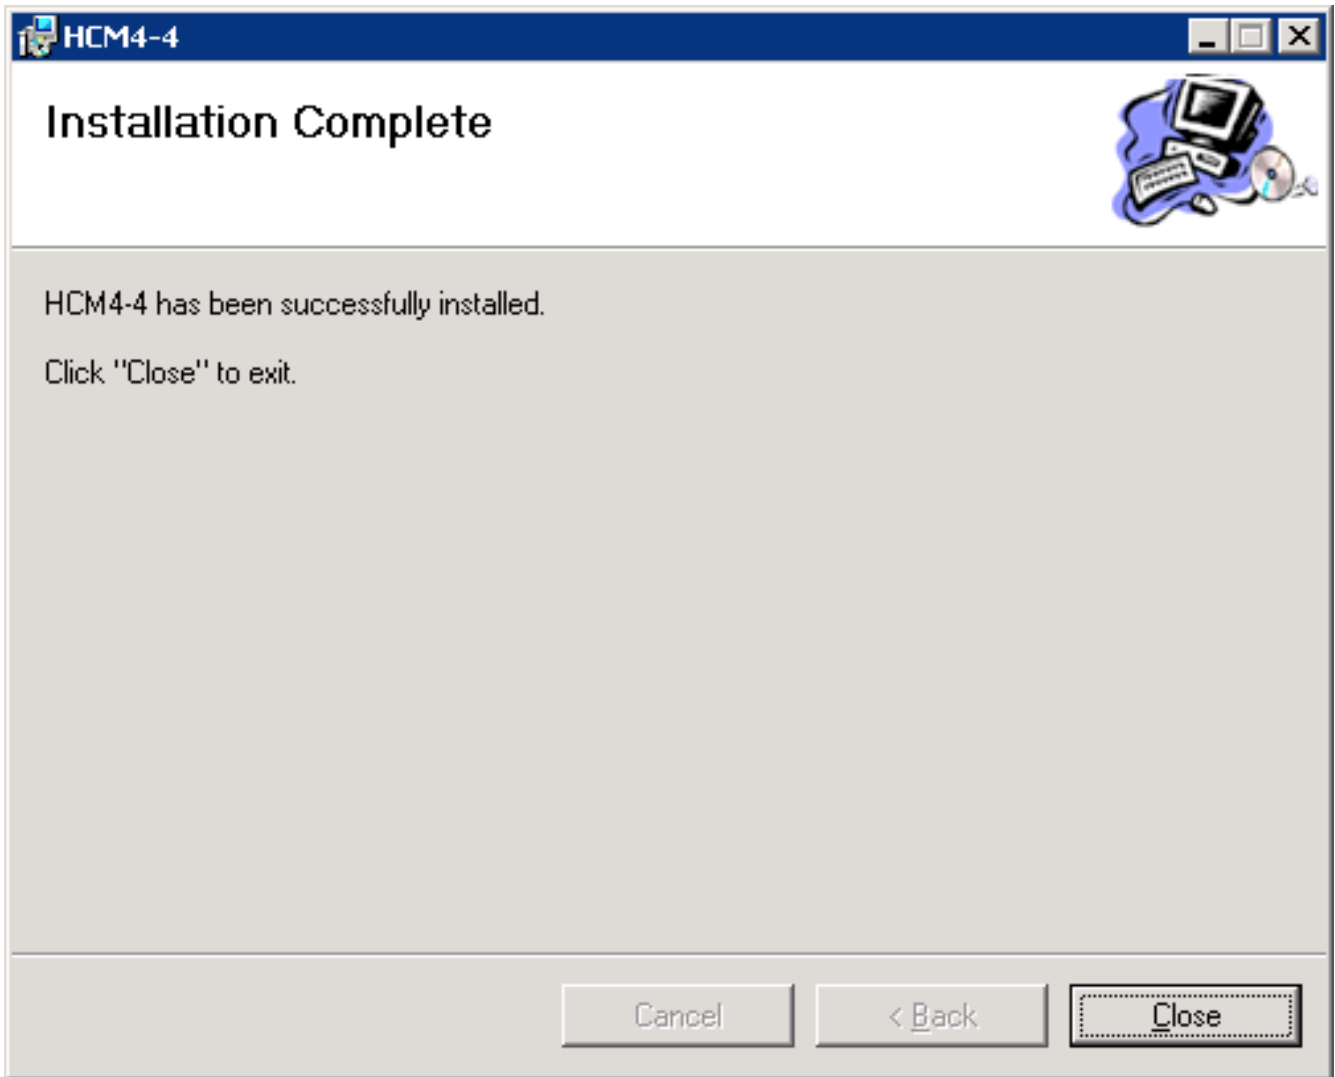 HCM4-4
Installation Complete
HCM4-4 has been successfully installed.
Click "Close" to exit.
Cancel
< Back
Close